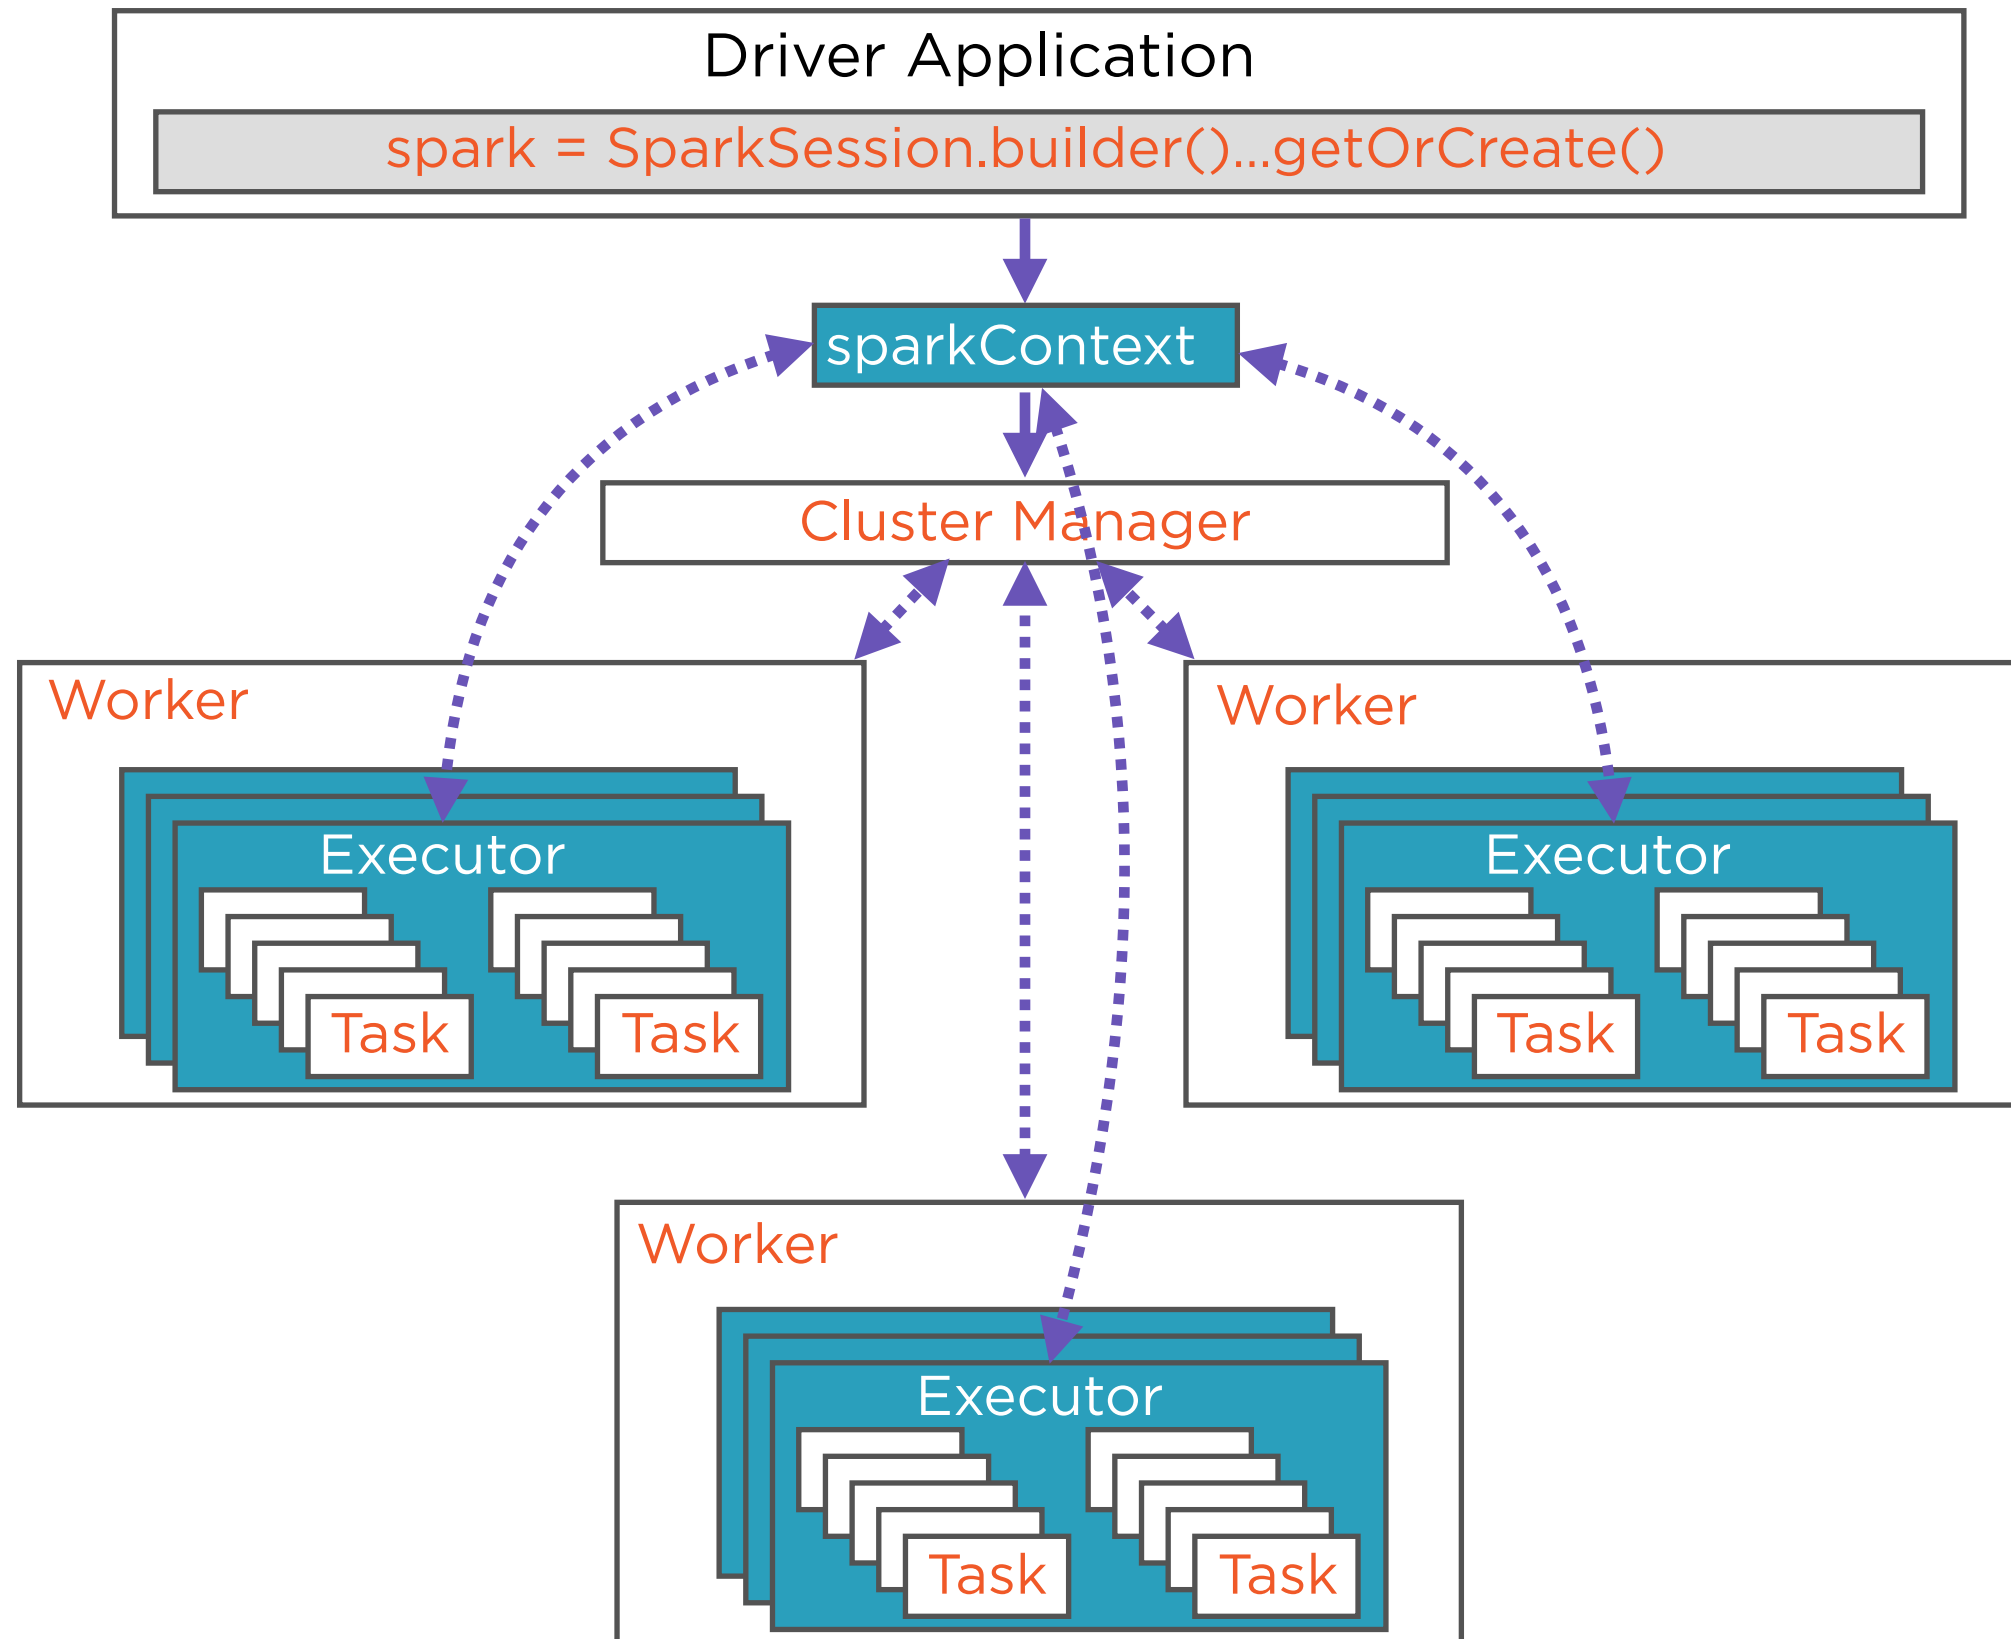 Driver Application
spark = SparkSession.builder()...getOrCreate()
sparkContext
Cluster Manager
Worker
Executor
Task
Task
Worker
Executor
Task
Task
Worker
Executor
Task
Task